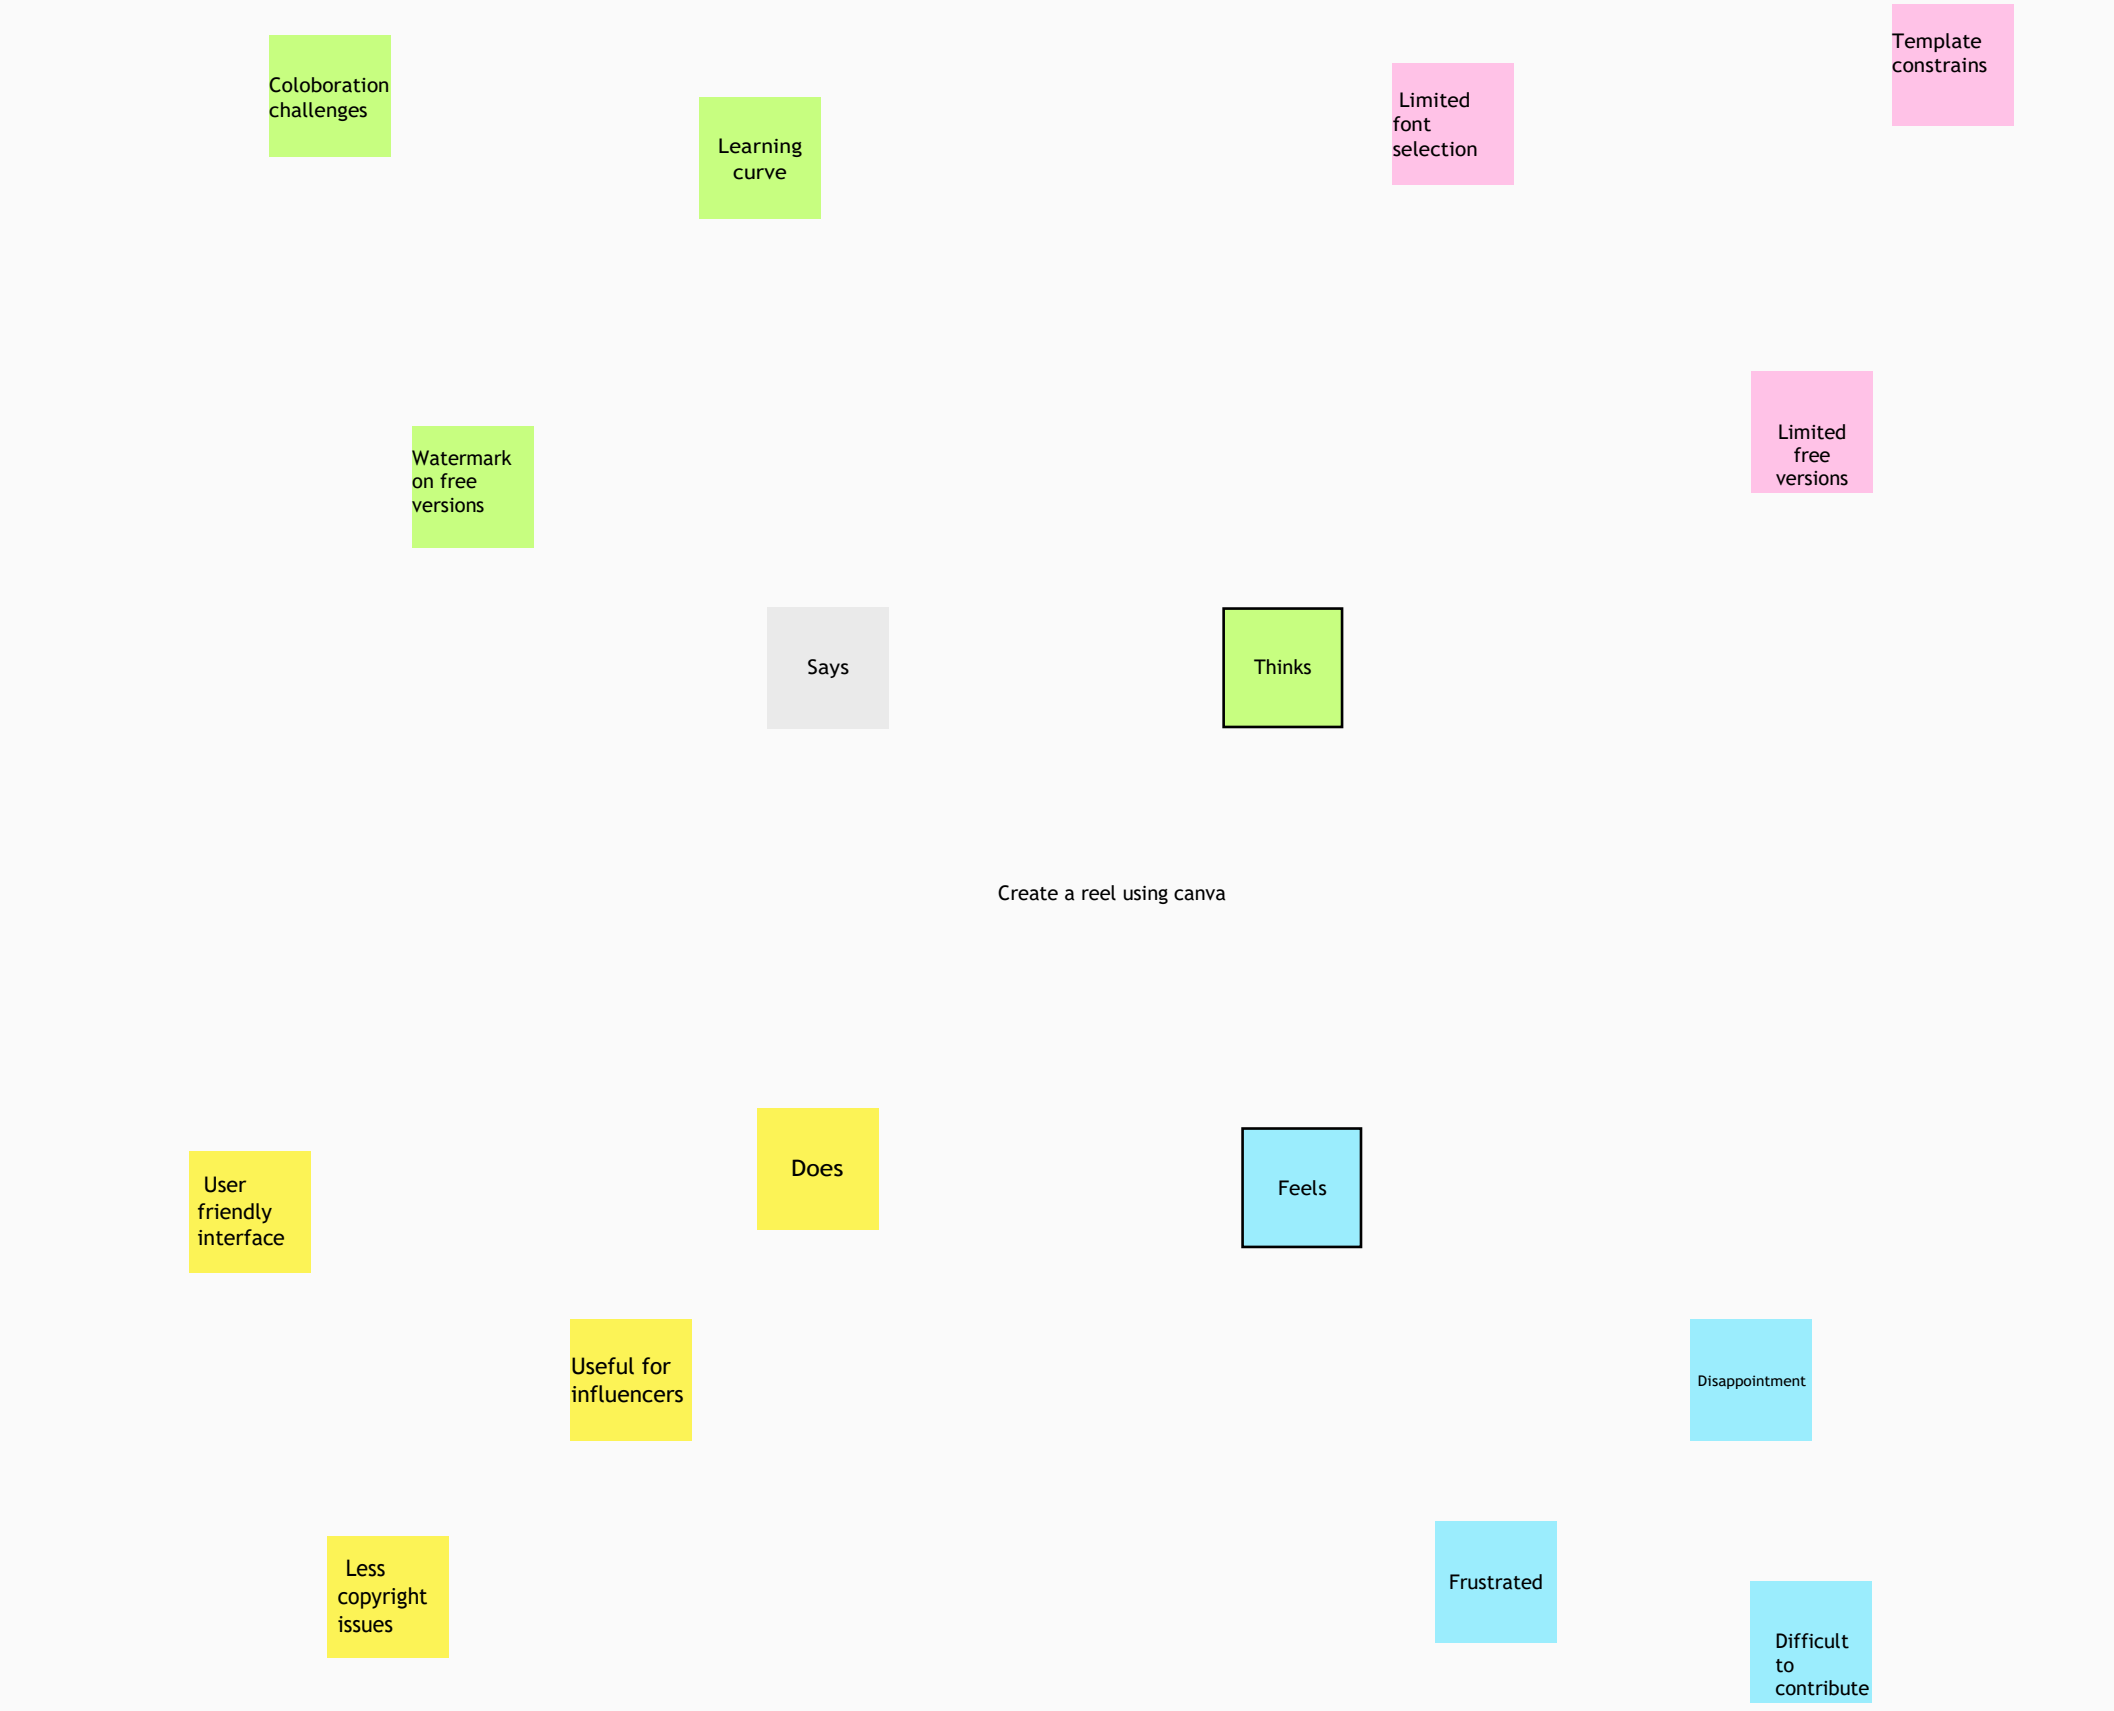 Coloboration
challenges
Learning
curve
Limited
font
selection
Template
constrains
Watermark
on free
versions
Limited
free
versions
Says
Thinks
Create a reel using canva
Does
Feels
User
friendly
interface
Useful for
influencers
Disappointment
Less
copyright
issues
Frustrated
Difficult
to
contribute